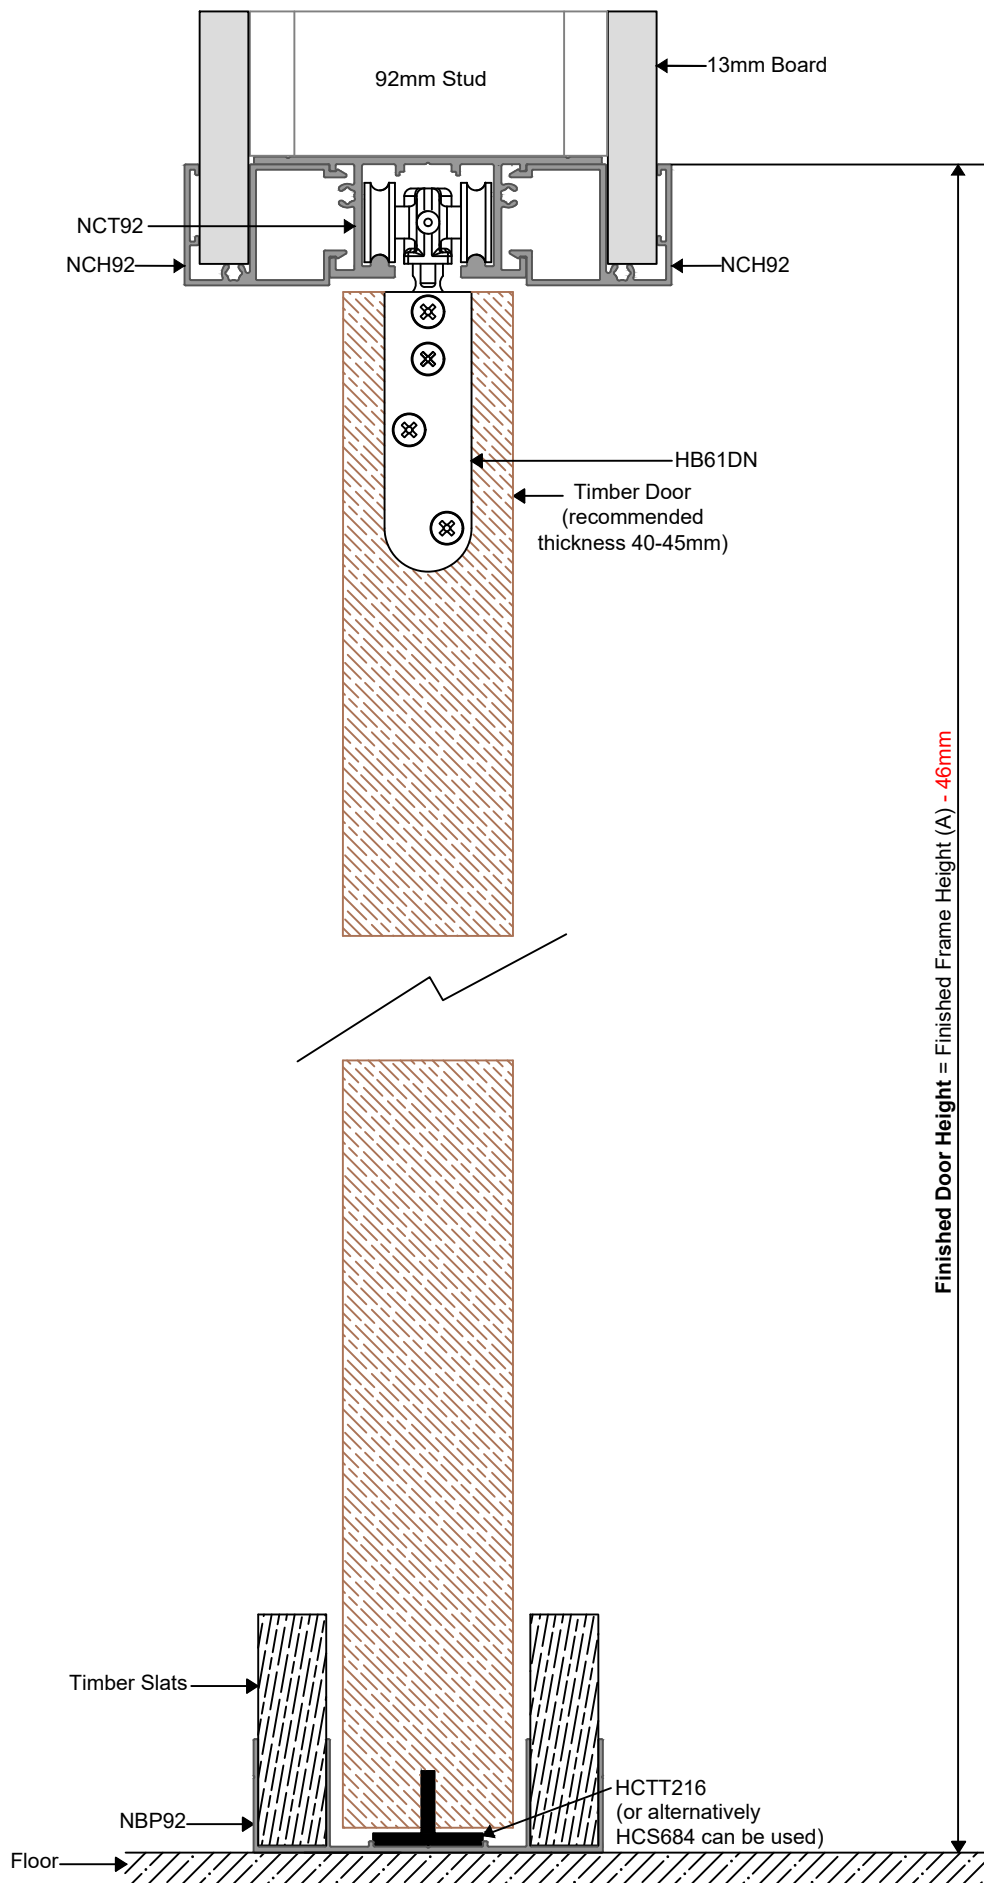 92mm Stud
13mm Board
NCT92
NCH92
NCH92
HB61DN
Timber Door
(recommended
thickness 40-45mm)
Finished Door Height = Finished Frame Height (A) - 46mm
Timber Slats
HCTT216
(or alternatively
HCS684 can be used)
NBP92
Floor